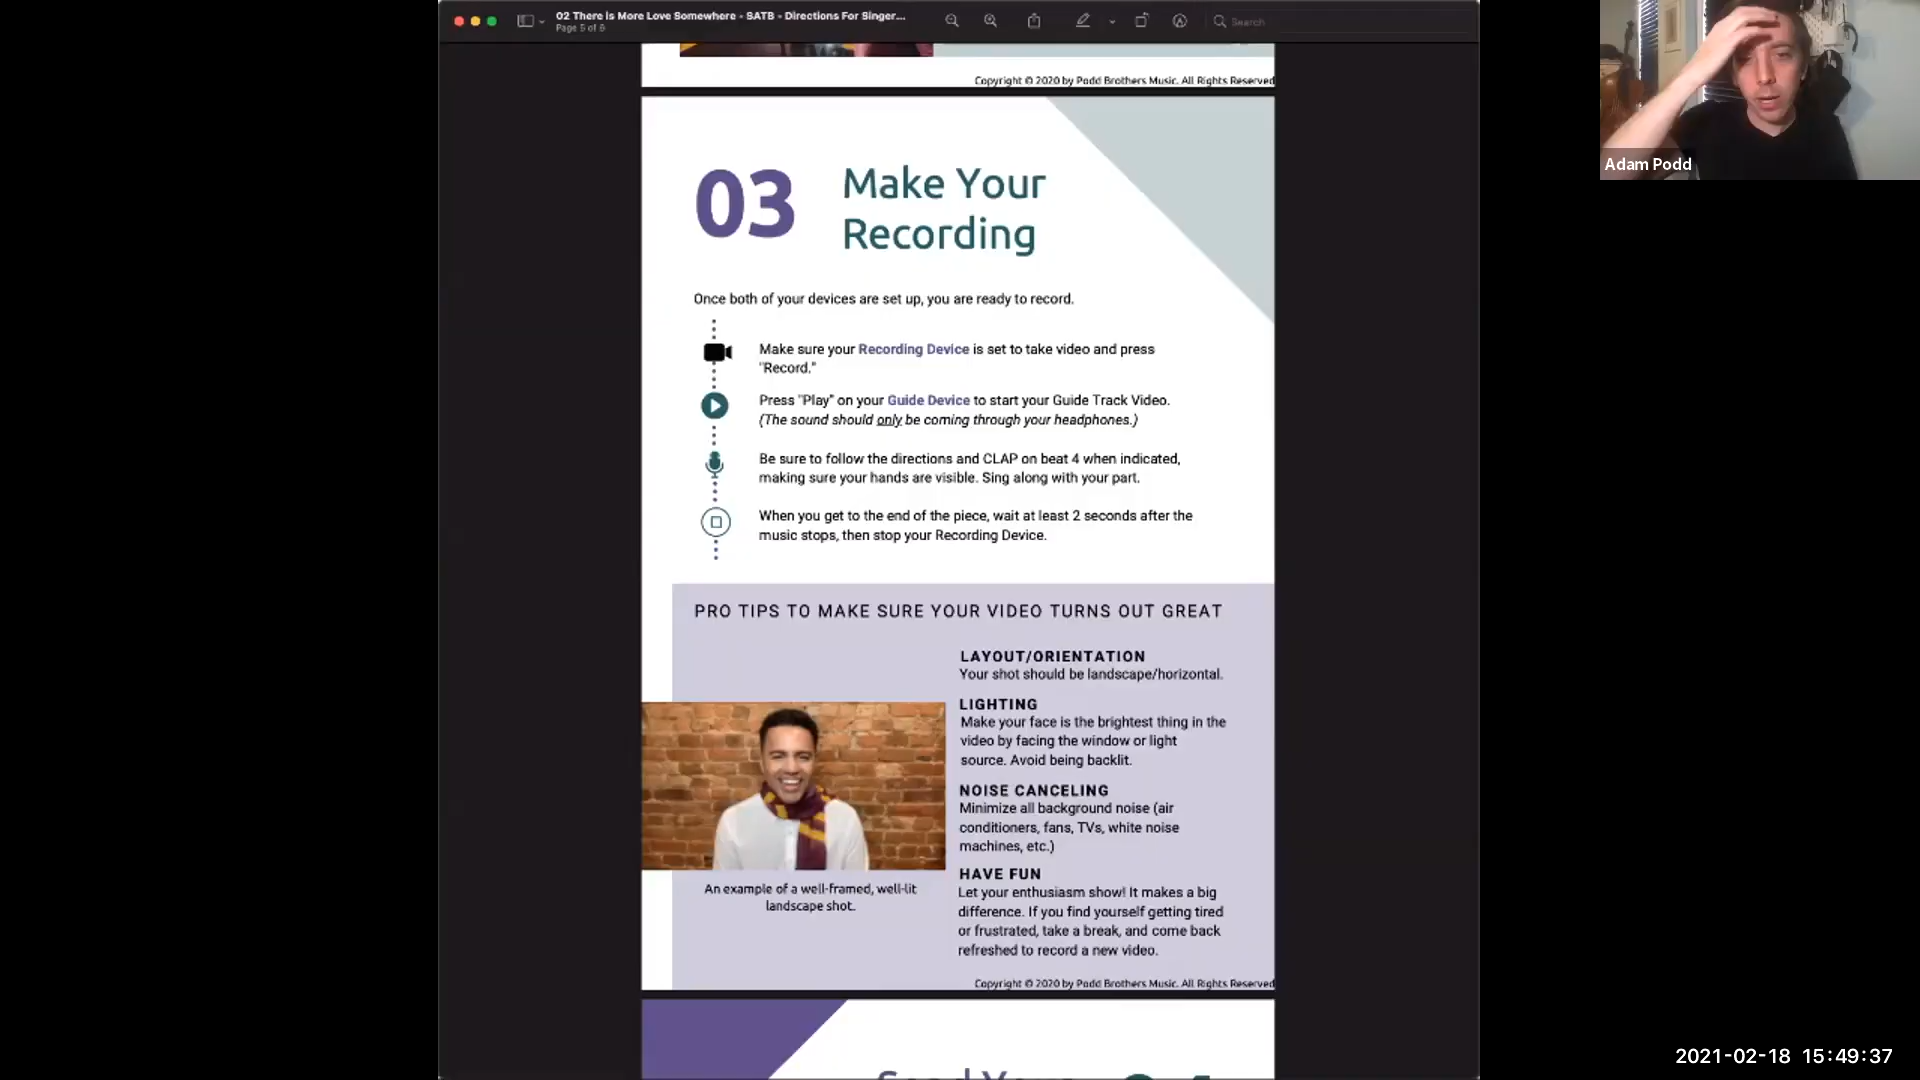 02 There is More Love Somewhere - SATB - Directions For Singer...
Page 5 of 9
Search
Adam Podd
Copyright © 2020 by Podd Brothers Music. All Rights Reserved
03
Make Your
Recording
Once both of your devices are set up, you are ready to record.
Make sure your Recording Device is set to take video and press
"Record."
Press "Play" on your Guide Device to start your Guide Track Video.
(The sound should only be coming through your headphones.)
Be sure to follow the directions and CLAP on beat 4 when indicated,
making sure your hands are visible. Sing along with your part.
When you get to the end of the piece, wait at least 2 seconds after the
music stops, then stop your Recording Device.
PRO TIPS TO MAKE SURE YOUR VIDEO TURNS OUT GREAT
LAYOUT/ORIENTATION
Your shot should be landscape/horizontal.
LIGHTING
Make your face is the brightest thing in the
video by facing the window or light
source. Avoid being backlit.
NOISE CANCELING
Minimize all background noise (air
conditioners, fans, TVs, white noise
machines, etc.)
HAVE FUN
Let your enthusiasm show! It makes a big
difference. If you find yourself getting tired
or frustrated, take a break, and come back
refreshed to record a new video.
An example of a well-framed, well-lit
landscape shot.
Copyright © 2020 by Podd Brothers Music. All Rights Reserved
2021-02-18 15:49:37